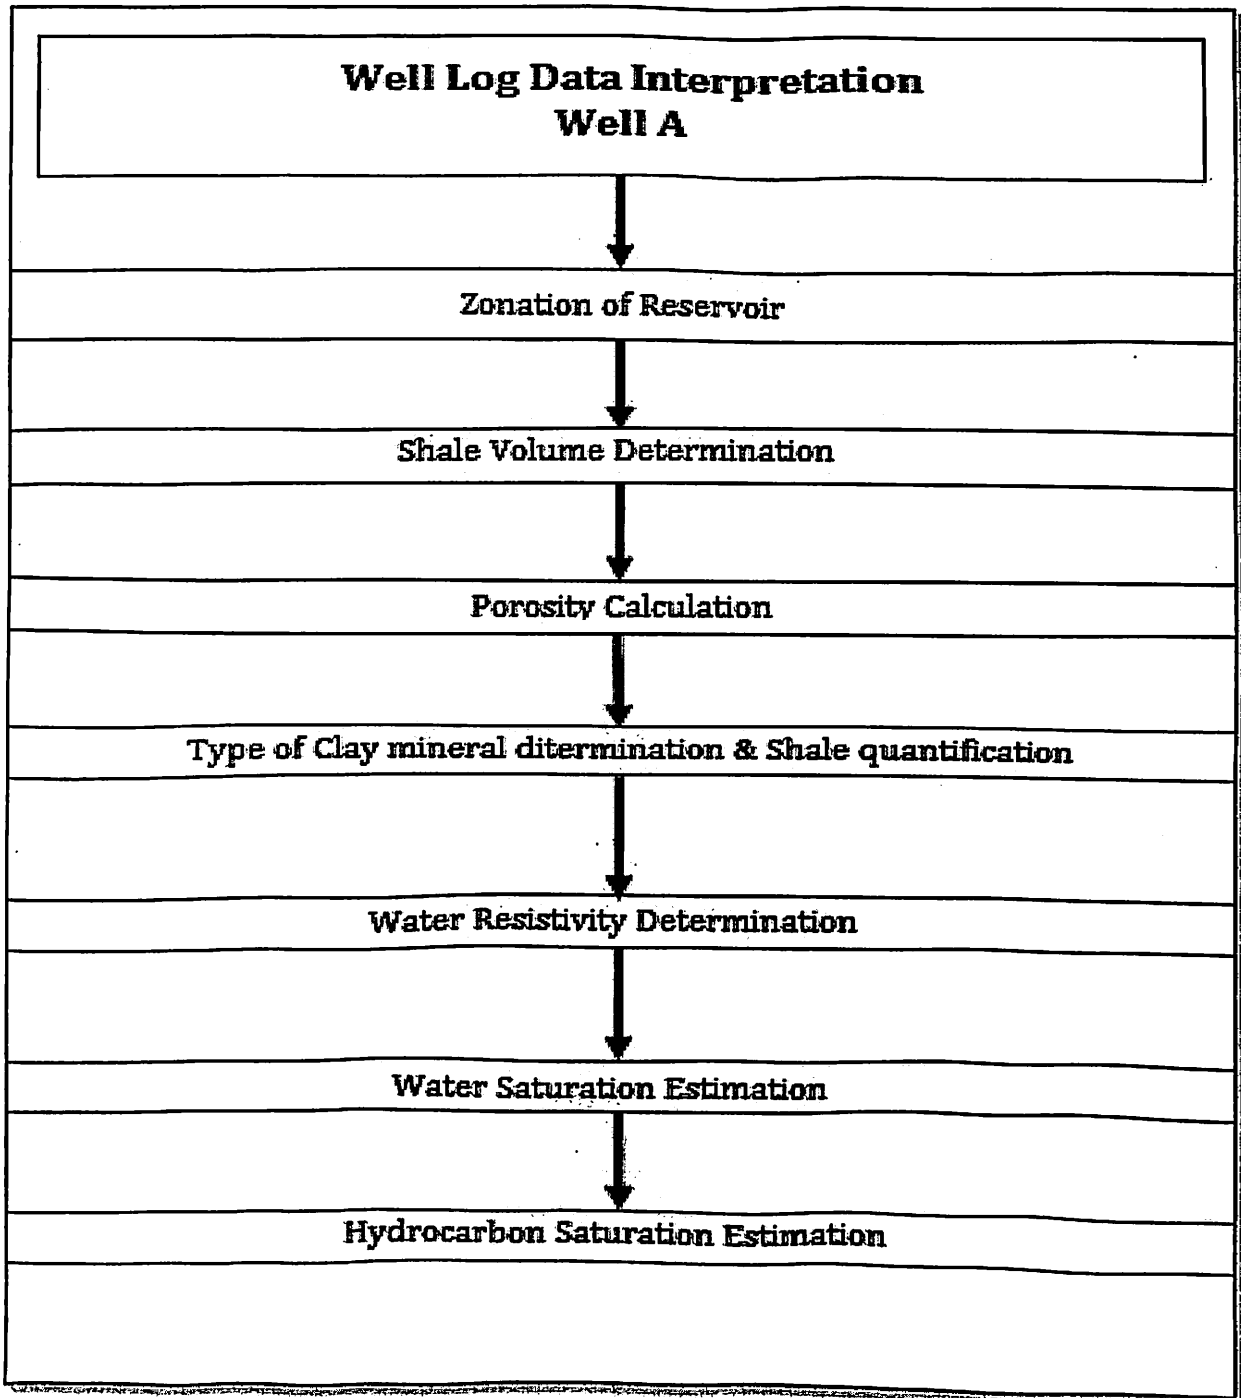 Well Log Data Interpretation
Well A
Zonation of Reservoir
Shale Volume Determination
Porosity Calculation
Type of Clay mineral ditermination & Shale quantification
Water Resistivity Determination
Water Saturation Estimation
Hydrocarbon Saturation Estimation